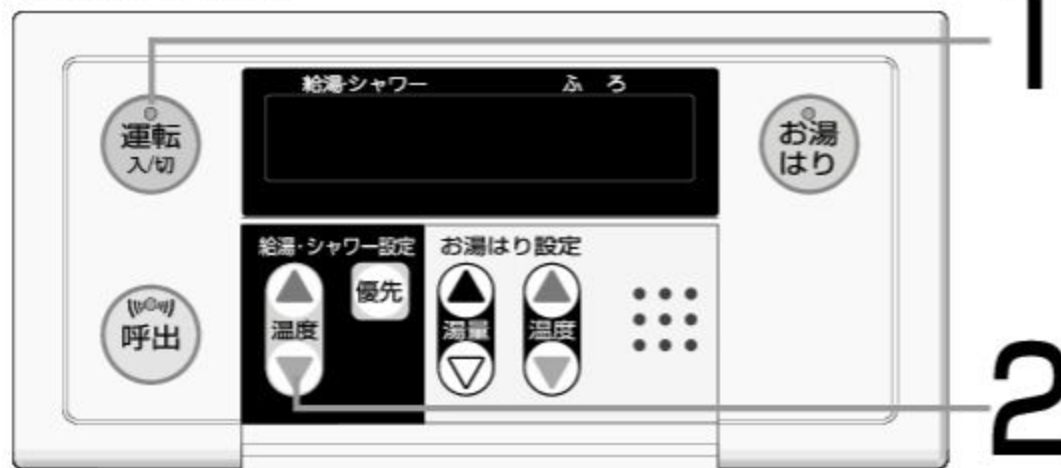 1
給湯・シャワー ふろ
運転
入/切
お湯
はり
給湯・シャワー設定 お湯はり設定
優先
温度 湯量 温度
呼出
2